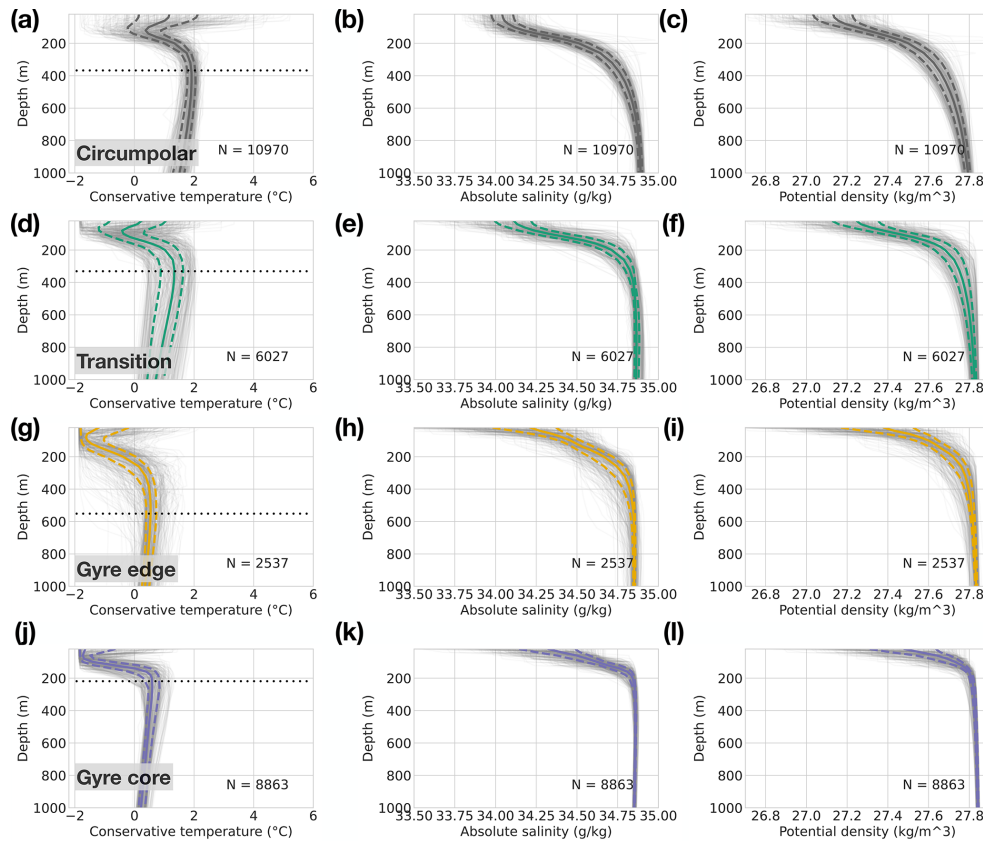 (a) (b) (c)
Depth (m) 200 400 600 800 1000
Circumpolar N = 10970
−2 0 2 4 6
Conservative temperature (°C)
Depth (m) 200 400 600 800 1000
N = 10970
33.50 33.75 34.00 34.25 34.50 34.75 35.00
Absolute salinity (g/kg)
Depth (m) 200 400 600 800 1000
N = 10970
26.8 27.0 27.2 27.4 27.6 27.8
Potential density (kg/m^3)
(d) (e) (f)
Depth (m) 200 400 600 800 1000
Transition N = 6027
−2 0 2 4 6
Conservative temperature (°C)
Depth (m) 200 400 600 800 1000
N = 6027
33.50 33.75 34.00 34.25 34.50 34.75 35.00
Absolute salinity (g/kg)
Depth (m) 200 400 600 800 1000
N = 6027
26.8 27.0 27.2 27.4 27.6 27.8
Potential density (kg/m^3)
(g) (h) (i)
Depth (m) 200 400 600 800 1000
Gyre edge N = 2537
−2 0 2 4 6
Conservative temperature (°C)
Depth (m) 200 400 600 800 1000
N = 2537
33.50 33.75 34.00 34.25 34.50 34.75 35.00
Absolute salinity (g/kg)
Depth (m) 200 400 600 800 1000
N = 2537
26.8 27.0 27.2 27.4 27.6 27.8
Potential density (kg/m^3)
(j) (k) (l)
Depth (m) 200 400 600 800 1000
Gyre core N = 8863
−2 0 2 4 6
Conservative temperature (°C)
Depth (m) 200 400 600 800 1000
N = 8863
33.50 33.75 34.00 34.25 34.50 34.75 35.00
Absolute salinity (g/kg)
Depth (m) 200 400 600 800 1000
N = 8863
26.8 27.0 27.2 27.4 27.6 27.8
Potential density (kg/m^3)